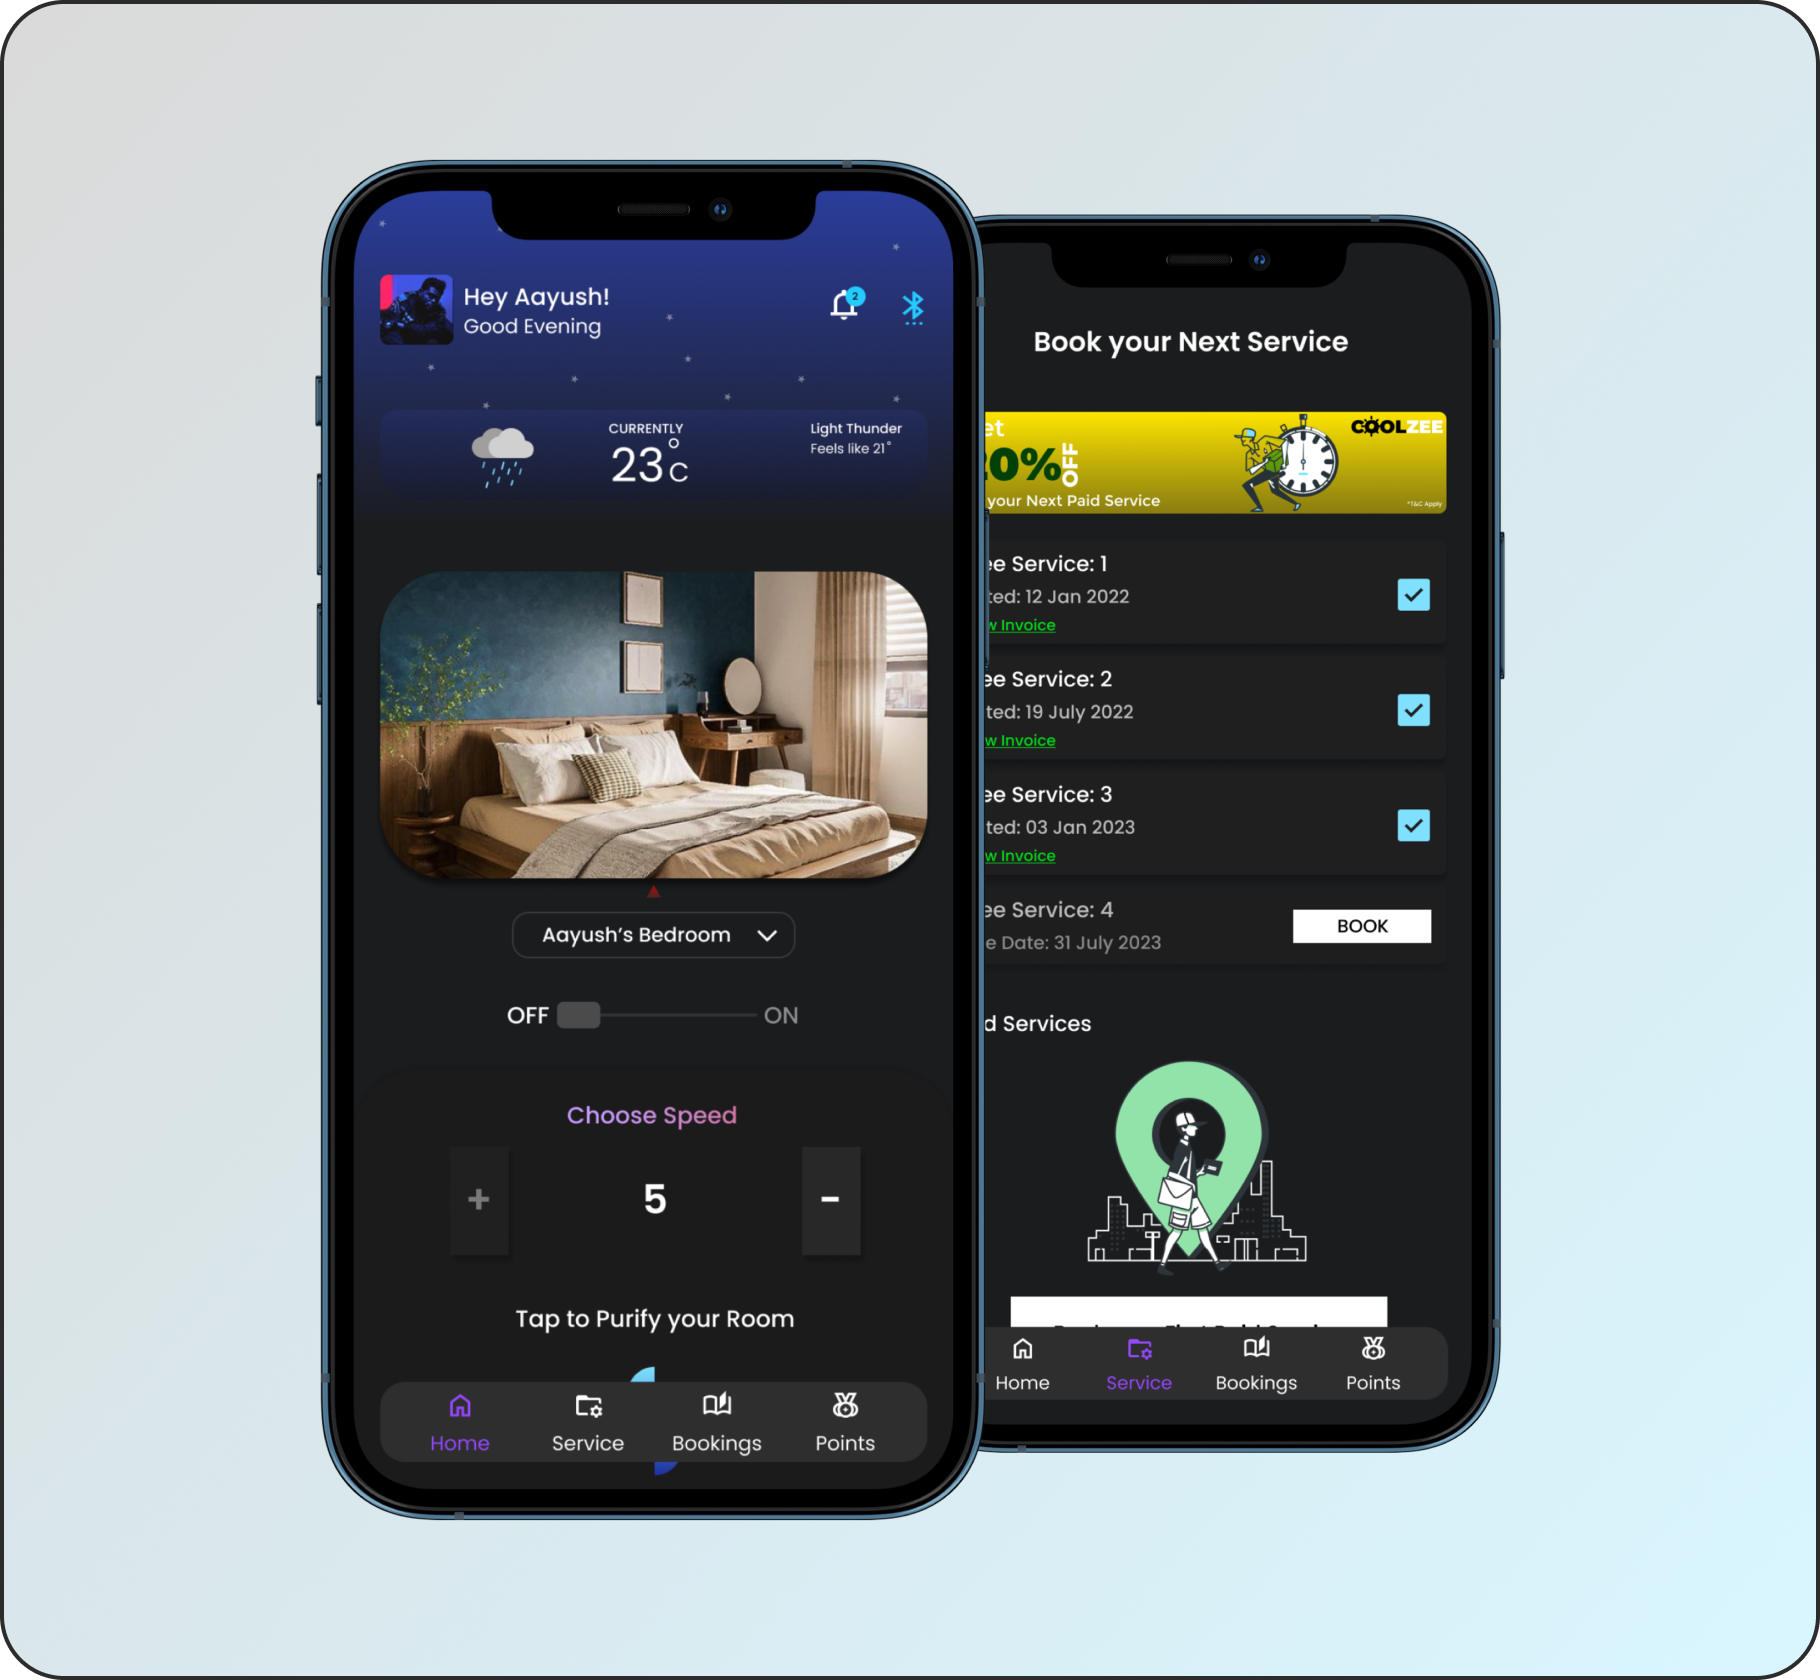 Hey Aayush!
Good Evening
2
CURRENTLY
23°C
Light Thunder
Feels like 21°
Aayush's Bedroom
OFF
ON
Choose Speed
+
5
-
Tap to Purify your Room
Home
Service
Bookings
Points
Book your Next Service
et
0% OFF
your Next Paid Service
COOLZEE
*T&C Apply
ee Service: 1
ted: 12 Jan 2022
w Invoice
ee Service: 2
ted: 19 July 2022
w Invoice
ee Service: 3
ted: 03 Jan 2023
w Invoice
ee Service: 4
e Date: 31 July 2023
BOOK
d Services
Home
Service
Bookings
Points